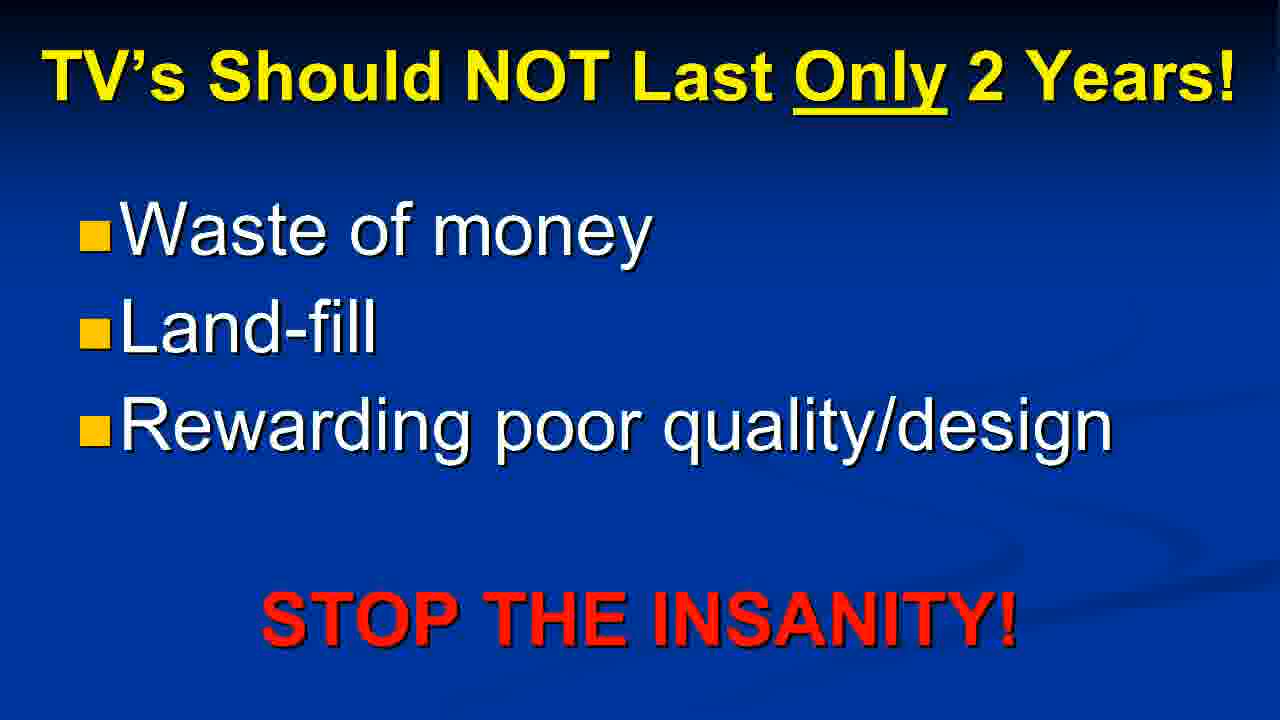 TV’s Should NOT Last Only 2 Years!
Waste of money
Land-fill
Rewarding poor quality/design
STOP THE INSANITY!